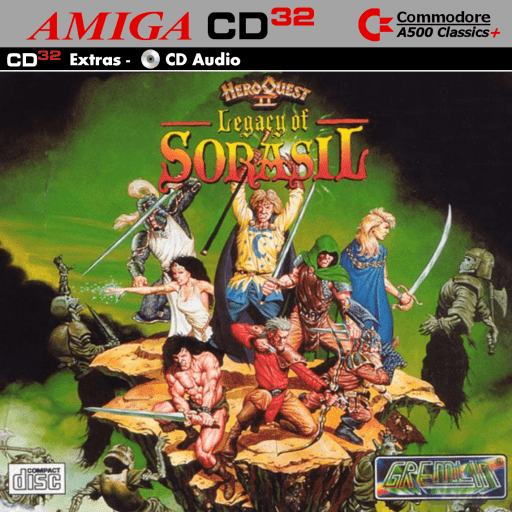 AMIGA CD32
Commodore
A500 Classics+
CD32 Extras - CD Audio
HEROQUEST
II
Legacy of
SORASIL
COMPACT
disc
GREMLIN